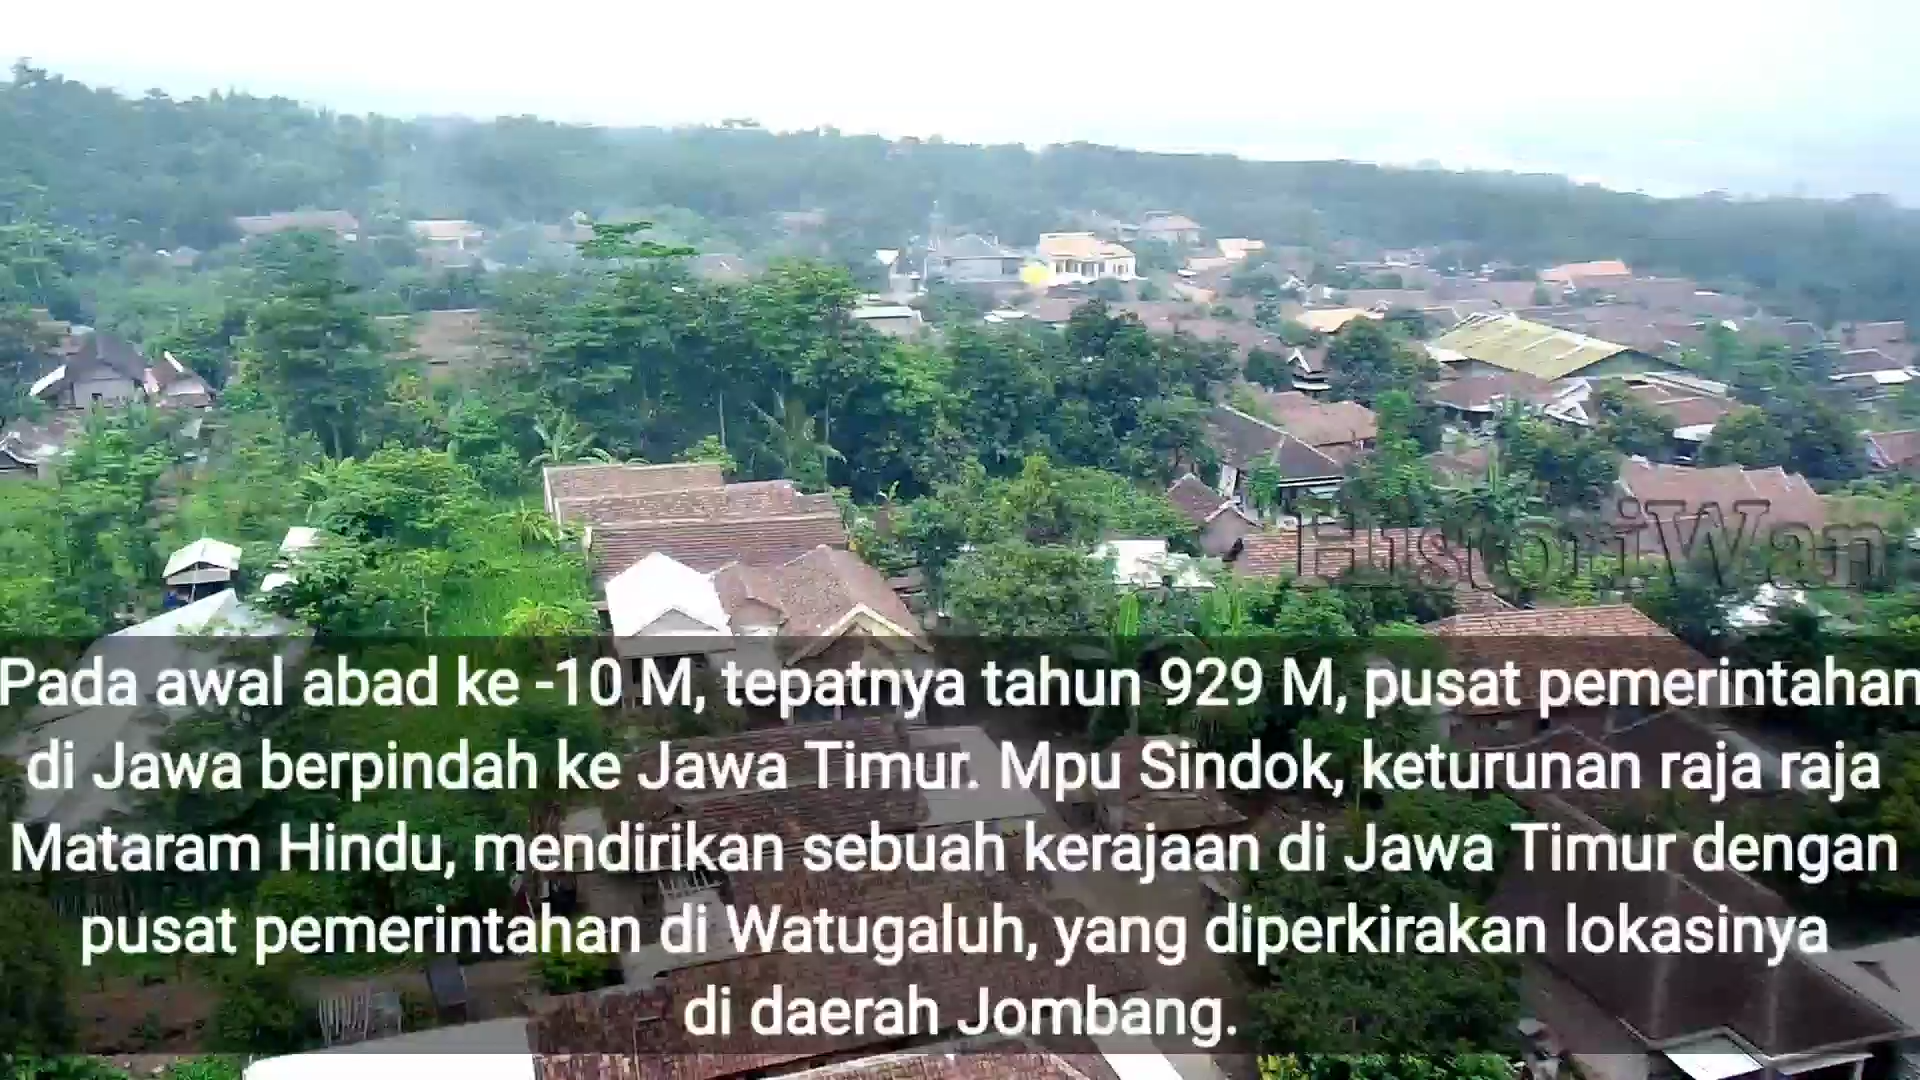 HistoriWan
Pada awal abad ke -10 M, tepatnya tahun 929 M, pusat pemerintahan
di Jawa berpindah ke Jawa Timur. Mpu Sindok, keturunan raja raja
Mataram Hindu, mendirikan sebuah kerajaan di Jawa Timur dengan
pusat pemerintahan di Watugaluh, yang diperkirakan lokasinya
di daerah Jombang.